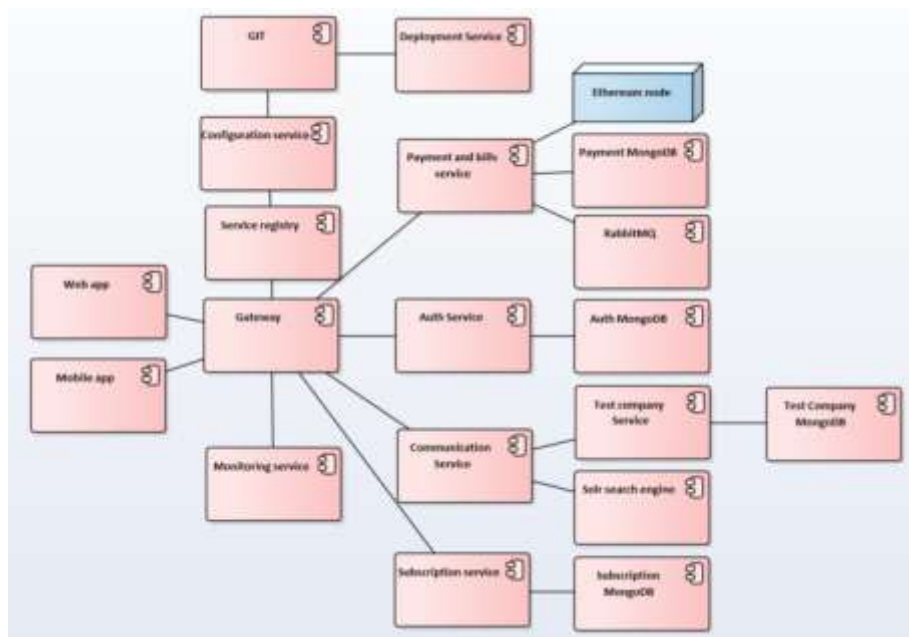 GIT
Deployment Service
Ethereum node
Configuration service
Payment and bills
service
Payment MongoDB
Service registry
RabbitMQ
Web app
Gateway
Auth Service
Auth MongoDB
Mobile app
Test company
Service
Test Company
MongoDB
Communication
Service
Monitoring service
Solr search engine
Subscription service
Subscription
MongoDB